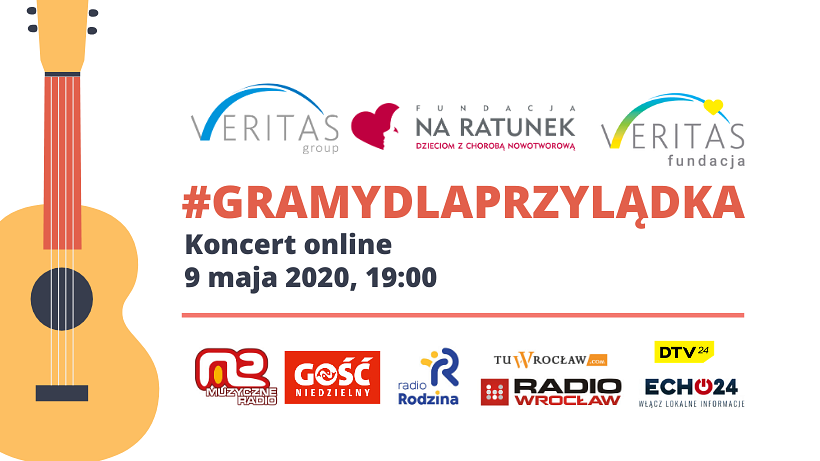 VERITAS
group
FUNDACJA
NA RATUNEK
DZIECIOM Z CHOROBĄ NOWOTWOROWĄ
VERITAS
fundacja
#GRAMYDLAPRZYLĄDKA
Koncert online
9 maja 2020, 19:00
MUZYCZNE
RADIO
GOŚĆ
NIEDZIELNY
radio
Rodzina
TUWROCŁAW.COM
RADIO
WROCŁAW
DTV24
ECHO24
WŁĄCZ LOKALNE INFORMACJE